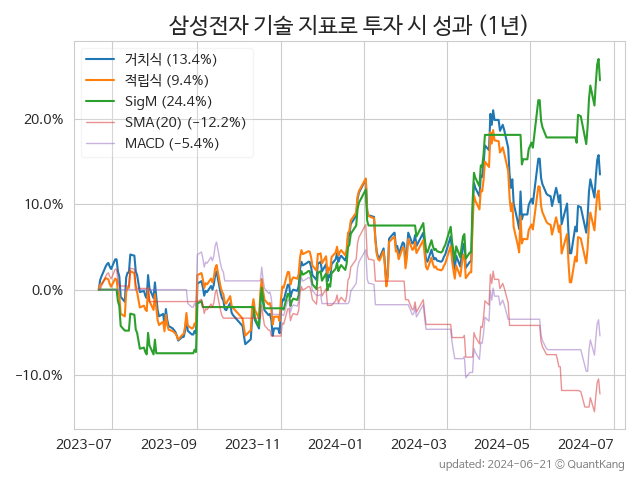 삼성전자 기술 지표로 투자 시 성과 (1년)
거치식 (13.4%)
적립식 (9.4%)
SigM (24.4%)
SMA(20) (−12.2%)
MACD (−5.4%)
20.0%
10.0%
0.0%
−10.0%
2023-07 2023-09 2023-11 2024-01 2024-03 2024-05 2024-07
updated: 2024-06-21 © QuantKang